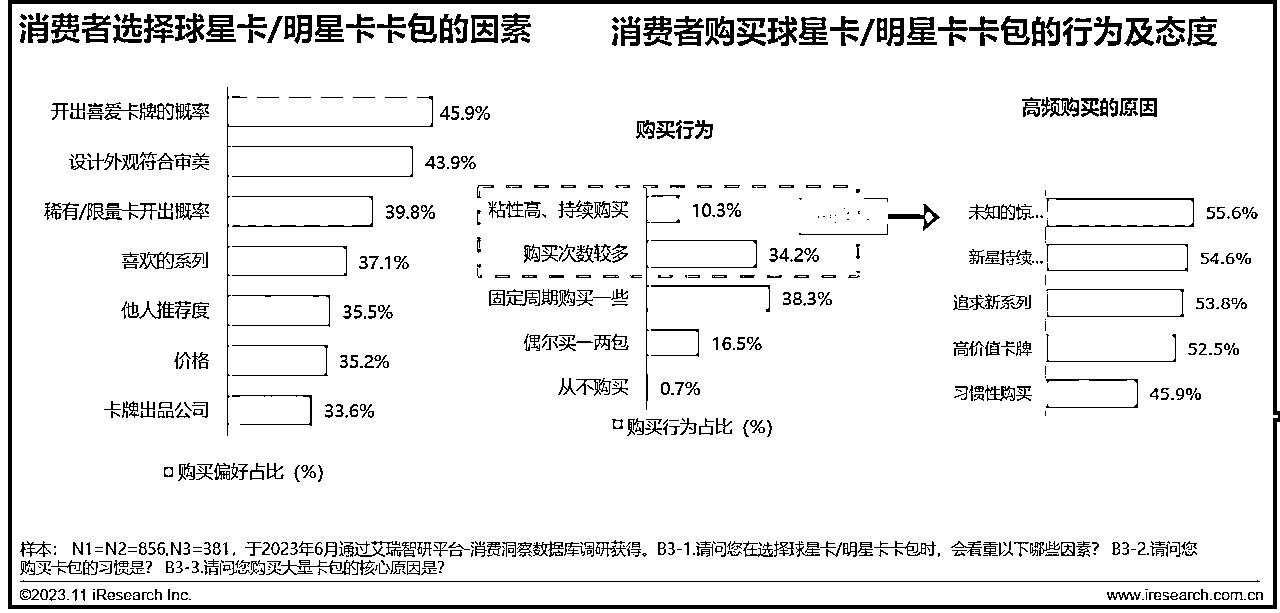 消费者选择球星卡/明星卡卡包的因素
开出喜爱卡牌的概率 45.9%
设计外观符合审美 43.9%
稀有/限量卡开出概率 39.8%
喜欢的系列 37.1%
他人推荐度 35.5%
价格 35.2%
卡牌出品公司 33.6%
购买偏好占比（%）
消费者购买球星卡/明星卡卡包的行为及态度
购买行为
粘性高、持续购买 10.3%
购买次数较多 34.2%
固定周期购买一些 38.3%
偶尔买一两包 16.5%
从不购买 0.7%
购买行为占比（%）
高频购买的原因
未知的惊... 55.6%
新星持续... 54.6%
追求新系列 53.8%
高价值卡牌 52.5%
习惯性购买 45.9%
样本： N1=N2=856,N3=381，于2023年6月通过艾瑞智研平台-消费洞察数据库调研获得。B3-1.请问您在选择球星卡/明星卡卡包时，会看重以下哪些因素？ B3-2.请问您
购买卡包的习惯是？ B3-3.请问您购买大量卡包的核心原因是？
©2023.11 iResearch Inc.
www.iresearch.com.cn